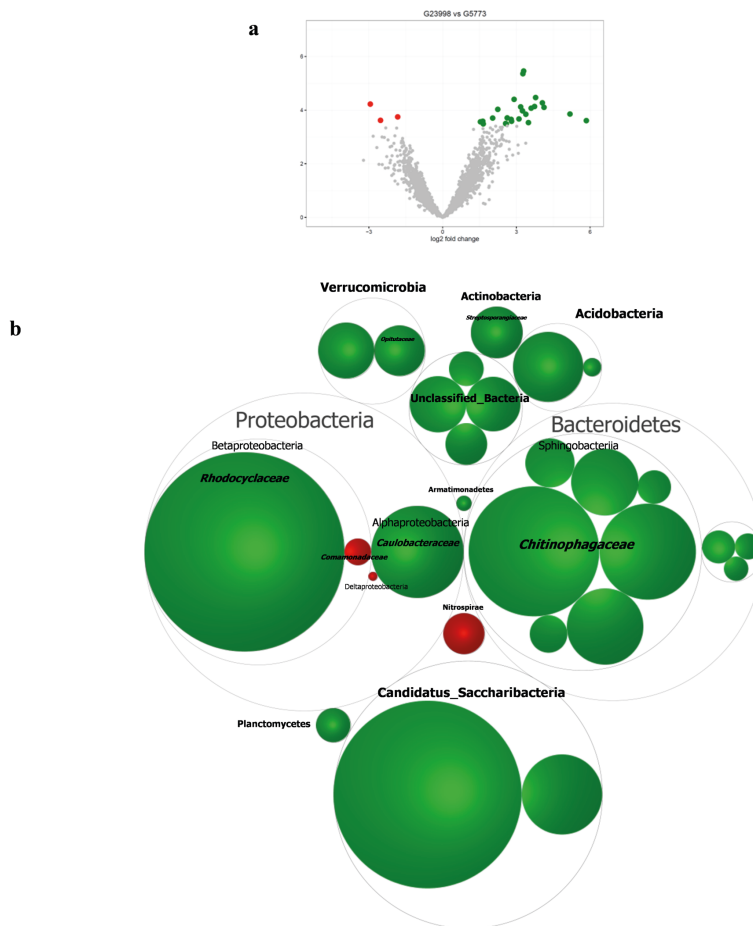 a
G23998 vs G5773
6
4
2
0
−3
0
3
6
log2 fold change
b
Verrucomicrobia
Actinobacteria
Acidobacteria
Streptosporangiaceae
Opitutaceae
Unclassified_Bacteria
Proteobacteria
Bacteroidetes
Betaproteobacteria
Sphingobacteriia
Rhodocyclaceae
Armatimonadetes
Alphaproteobacteria
Caulobacteraceae
Chitinophagaceae
Comamonadaceae
Deltaproteobacteria
Nitrospirae
Candidatus_Saccharibacteria
Planctomycetes